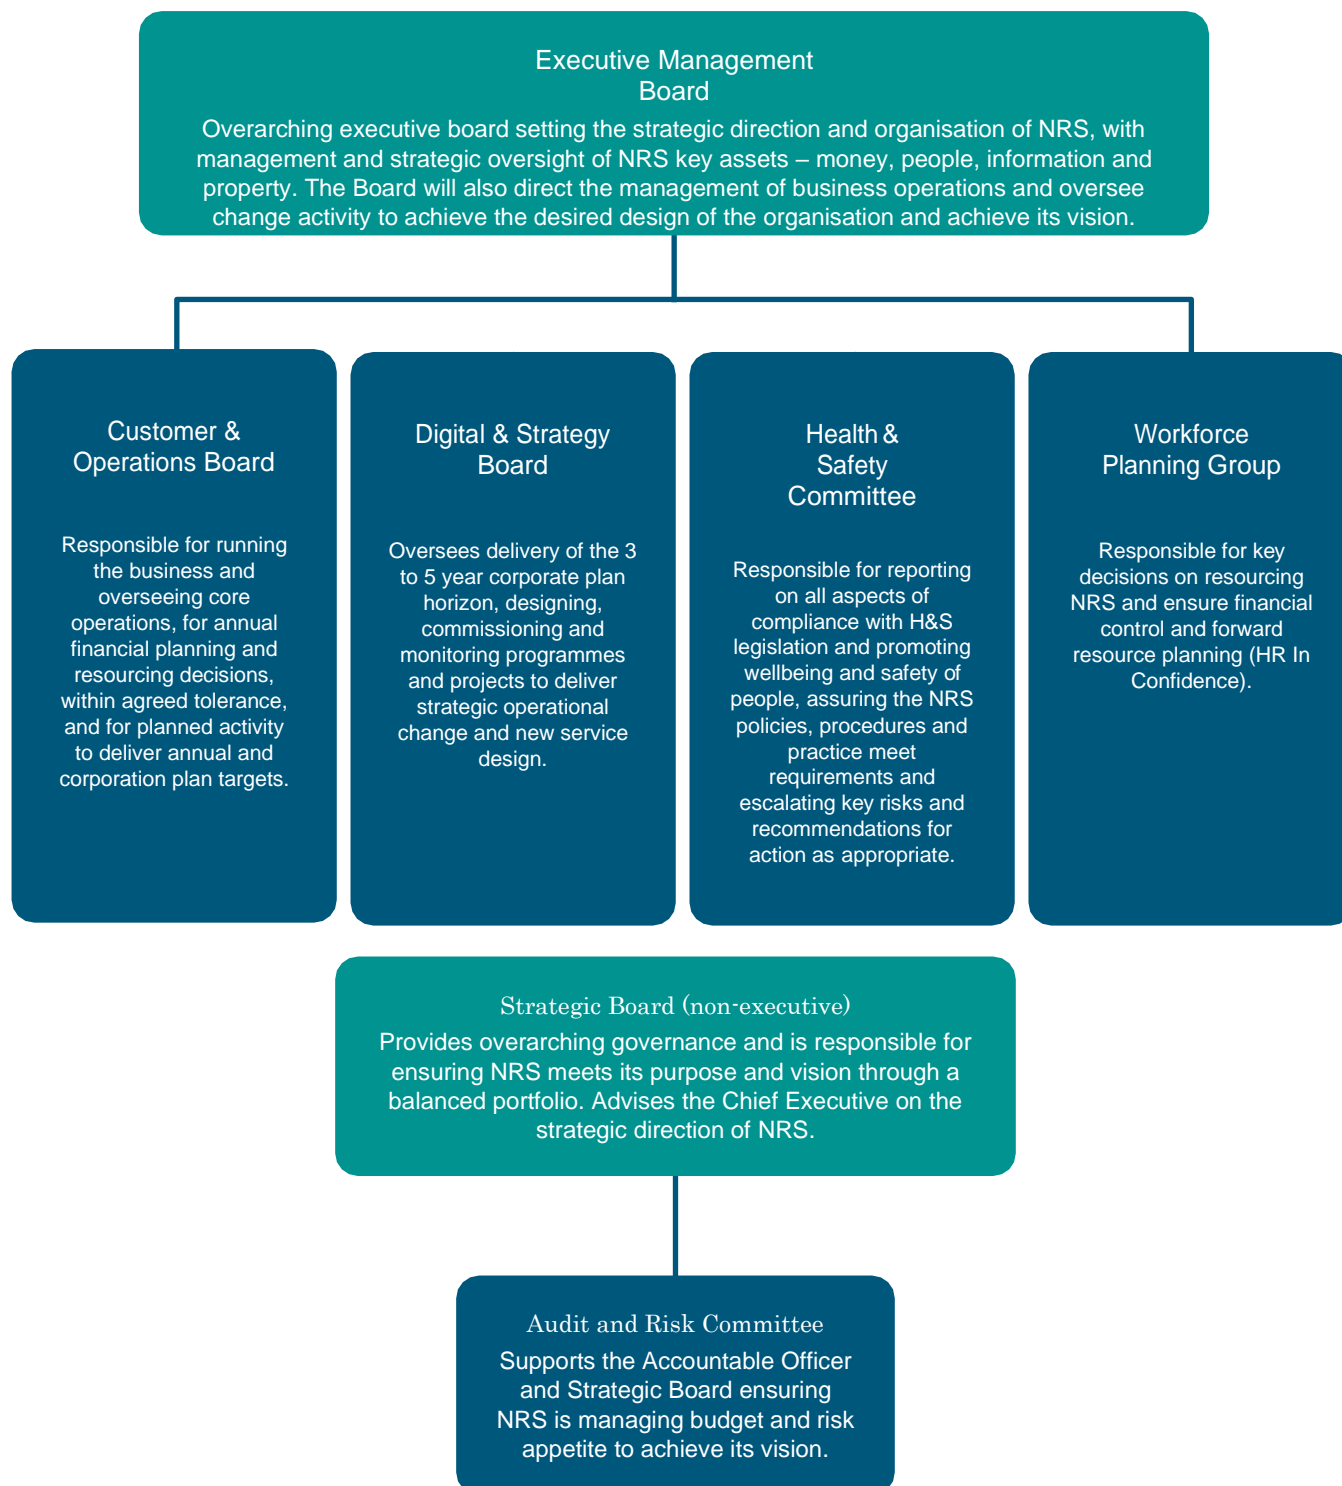 Executive Management
Board
Overarching executive board setting the strategic direction and organisation of NRS, with
management and strategic oversight of NRS key assets – money, people, information and
property. The Board will also direct the management of business operations and oversee
change activity to achieve the desired design of the organisation and achieve its vision.
Customer &
Operations Board
Responsible for running
the business and
overseeing core
operations, for annual
financial planning and
resourcing decisions,
within agreed tolerance,
and for planned activity
to deliver annual and
corporation plan targets.
Digital & Strategy
Board
Oversees delivery of the 3
to 5 year corporate plan
horizon, designing,
commissioning and
monitoring programmes
and projects to deliver
strategic operational
change and new service
design.
Health &
Safety
Committee
Responsible for reporting
on all aspects of
compliance with H&S
legislation and promoting
wellbeing and safety of
people, assuring the NRS
policies, procedures and
practice meet
requirements and
escalating key risks and
recommendations for
action as appropriate.
Workforce
Planning Group
Responsible for key
decisions on resourcing
NRS and ensure financial
control and forward
resource planning (HR In
Confidence).
Strategic Board (non-executive)
Provides overarching governance and is responsible for
ensuring NRS meets its purpose and vision through a
balanced portfolio. Advises the Chief Executive on the
strategic direction of NRS.
Audit and Risk Committee
Supports the Accountable Officer
and Strategic Board ensuring
NRS is managing budget and risk
appetite to achieve its vision.